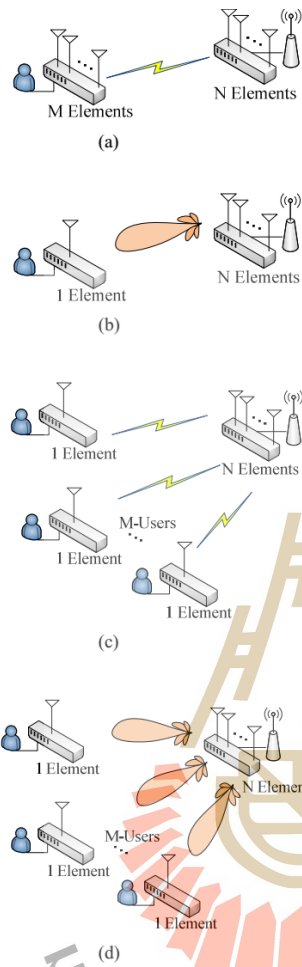 M Elements
N Elements
(a)
1 Element
N Elements
(b)
1 Element
N Elements
1 Element
M-Users
1 Element
(c)
1 Element
N Element
1 Element
M-Users
1 Element
(d)